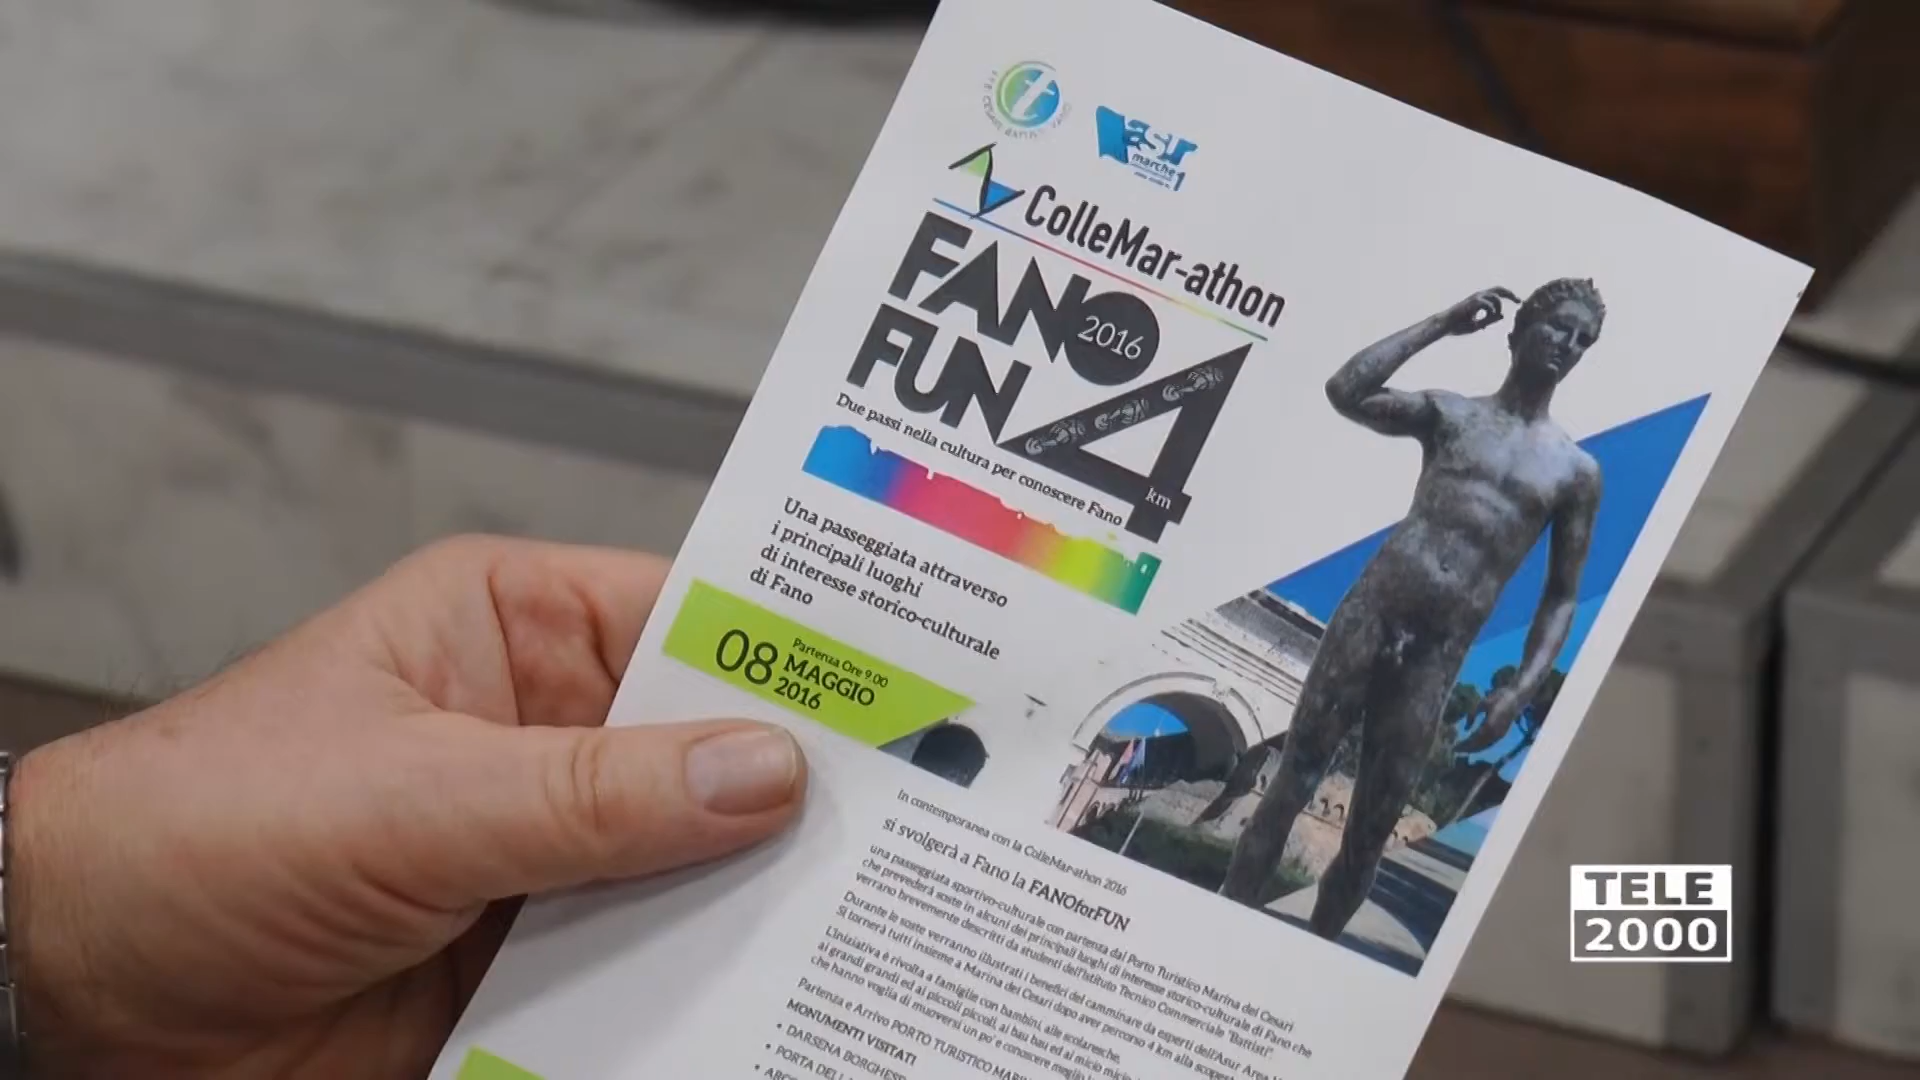 asur
marche 1
ColleMar-athon
FANO 2016
FUN 4
km
Due passi nella cultura per conoscere Fano
Una passeggiata attraverso
i principali luoghi
di interesse storico-culturale
di Fano
Partenza Ore 9.00
08 MAGGIO
2016
In contemporanea con la ColleMar-athon 2016
si svolgerà a Fano la FANOforFUN
una passeggiata sportivo-culturale con partenza dal Porto Turistico Marina dei Cesari
che prevederà soste in alcuni dei principali luoghi di interesse storico-culturale di Fano che
verrano brevemente descritti da studenti dell'Istituto Tecnico Commerciale "Battisti".
Durante le soste verranno illustrati i benefici del camminare da esperti dell'Asur Area
Si tornerà tutti insieme a Marina dei Cesari dopo aver percorso 4 km alla
L'iniziativa è rivolta a famiglie con bambini, alle scolaresche,
ai grandi grandi ed ai piccoli piccoli, ai bau bau ed ai micio
che hanno voglia di muoversi un po' e conoscere meglio
Partenza e Arrivo PORTO TURISTICO
MONUMENTI VISITATI
• DARSENA
• PORTA
TELE
2000